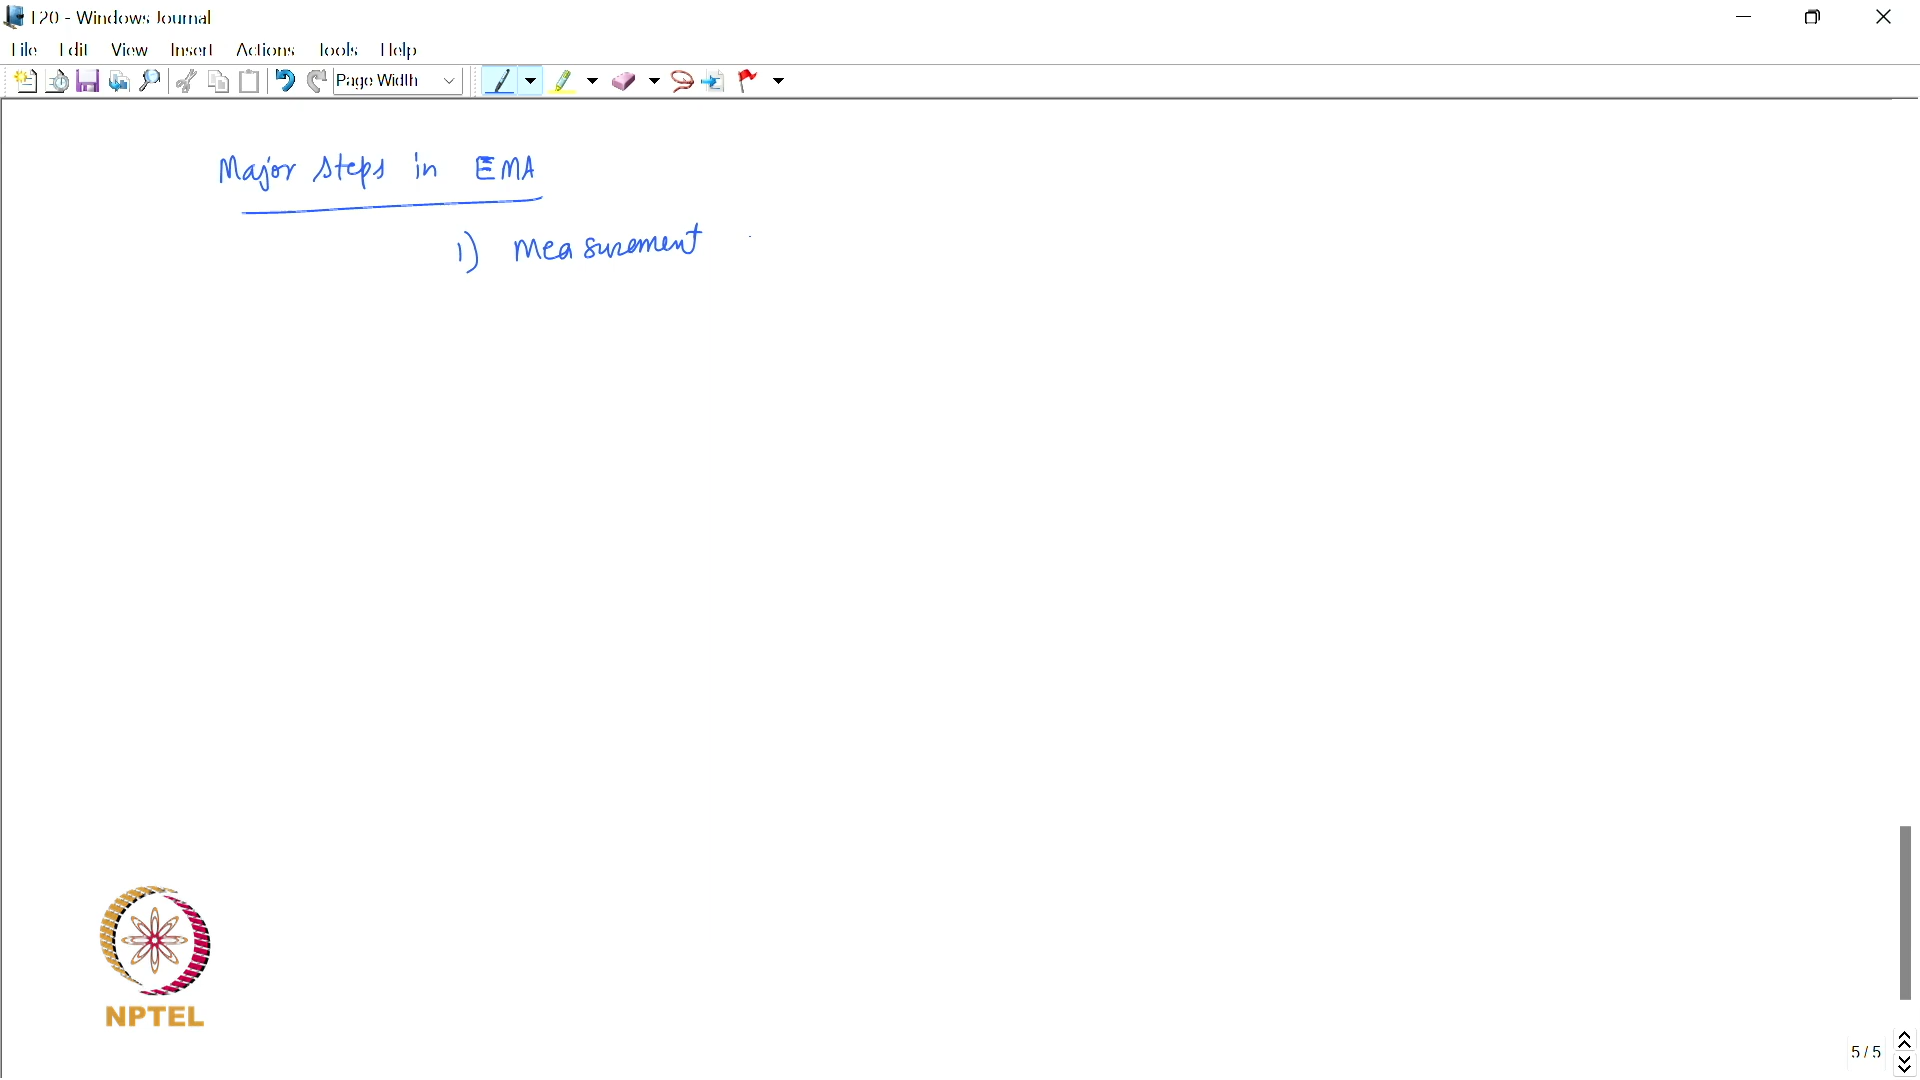 L20 - Windows Journal
File Edit View Insert Actions Tools Help
Page Width
Major steps in EMA
1) Measurement
NPTEL
5 / 5